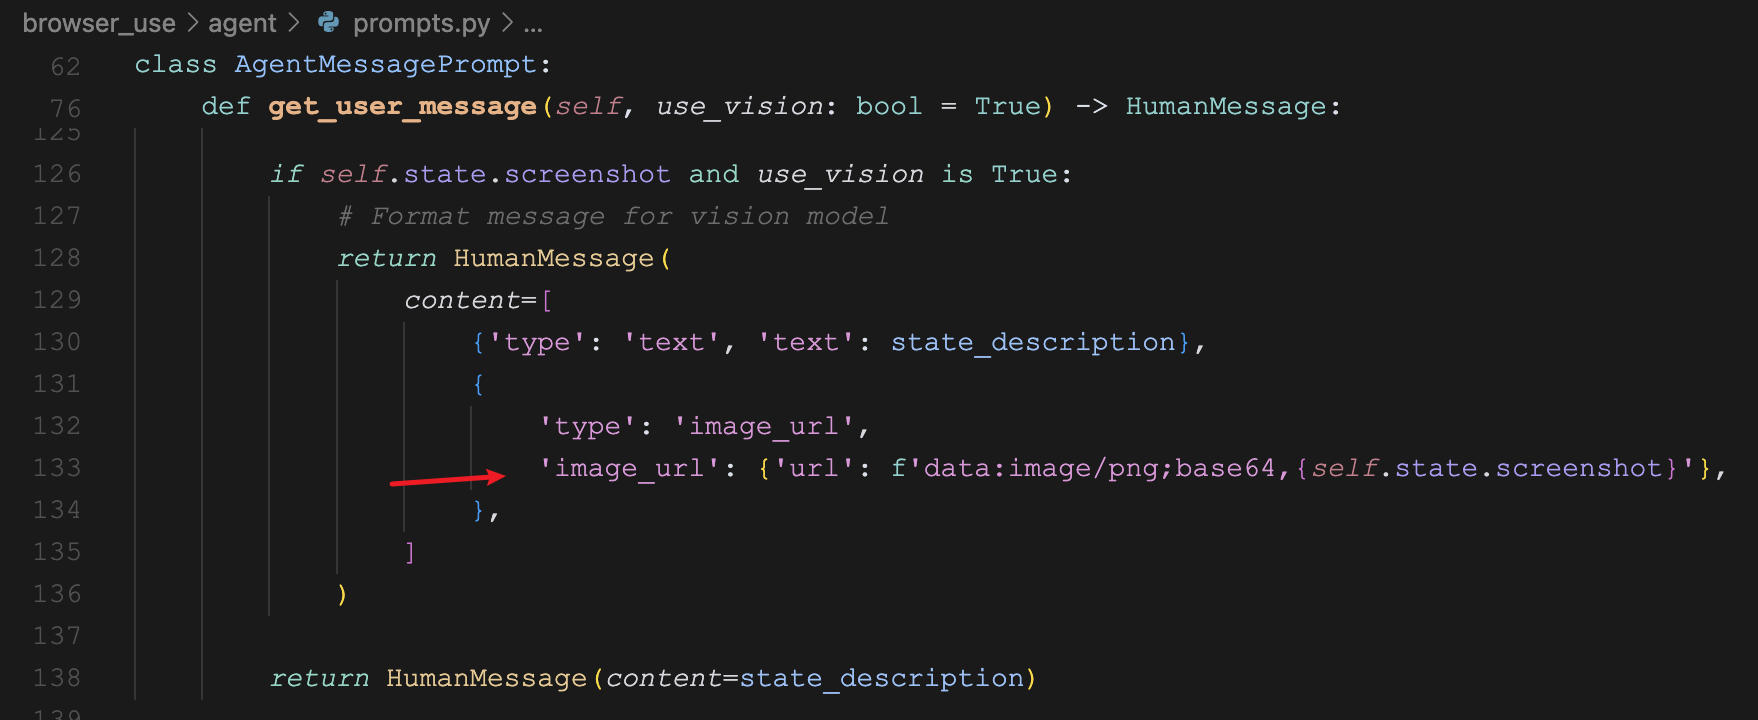 browser_use > agent > prompts.py > ...
62 class AgentMessagePrompt:
76 def get_user_message(self, use_vision: bool = True) -> HumanMessage:
125
126 if self.state.screenshot and use_vision is True:
127 # Format message for vision model
128 return HumanMessage(
129 content=[
130 {'type': 'text', 'text': state_description},
131 {
132 'type': 'image_url',
133 'image_url': {'url': f'data:image/png;base64,{self.state.screenshot}'},
134 },
135 ]
136 )
137
138 return HumanMessage(content=state_description)
139